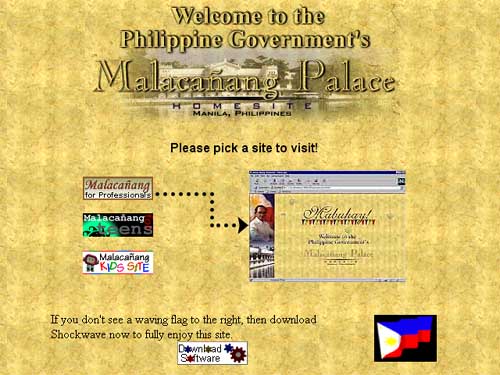 Welcome to the
Philippine Government's
Malacañang Palace
HOMESITE
MANILA, PHILIPPINES
Please pick a site to visit!
Malacañang
for Professionals
Malacañang
teens
Malacañang
KIDS SITE
Mabuhay!
Welcome to the
Philippine Government's
Malacañang Palace
If you don't see a waving flag to the right, then download
Shockwave now to fully enjoy this site.
Download
Software